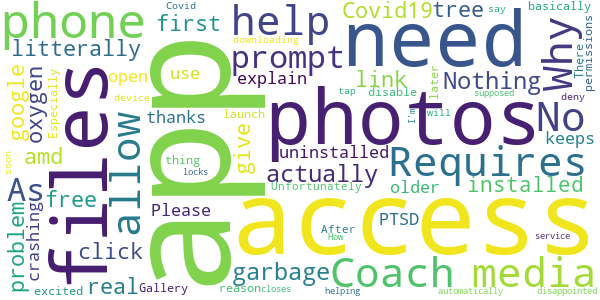 phone
help
Covid
first
Covid19
tree
say
basically
downloading
need
Why
There
permissions
litterally
prompt
google
oxygen
Especially
open
use
explain
link
Nothing
later
deny
files
app
device
tap
disable
photos
No
amd
allow
thanks
launch
give
I'm
will
supposed
uninstalled
keeps
thing
locks
actually
Requires
As
free
Please
Unfortunately
older
installed
soon
problem
crashing
click
Gallery
access
PTSD
After
How
service
excited
real
garbage
reason
closes
helping
Coach
media
automatically
disappointed